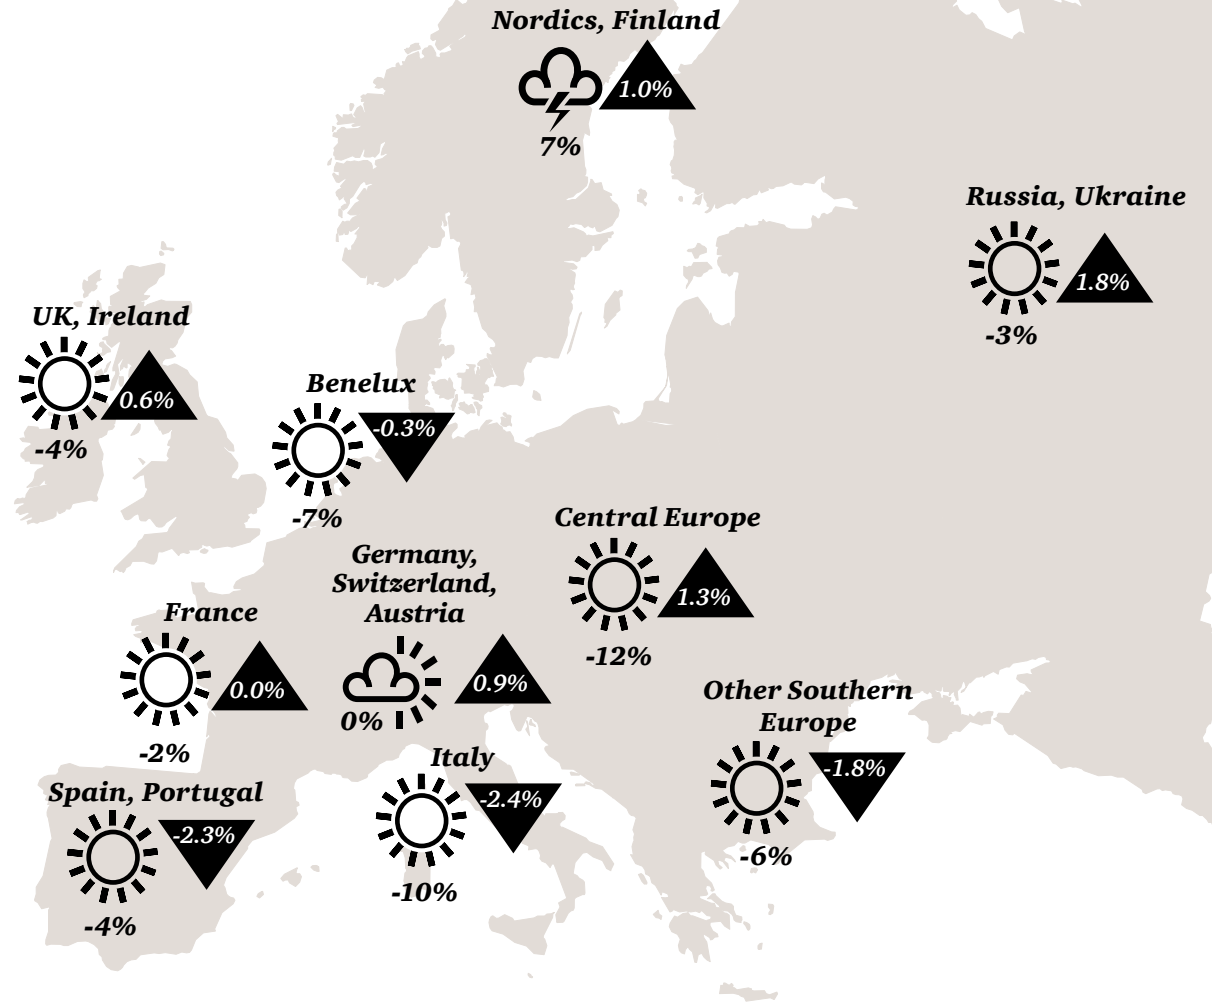 Nordics, Finland
1.0%
7%
Russia, Ukraine
1.8%
-3%
UK, Ireland
0.6%
-4%
Benelux
-0.3%
-7%
Central Europe
1.3%
-12%
Germany,
Switzerland,
Austria
0.9%
0%
France
0.0%
-2%
Other Southern
Europe
-1.8%
-6%
Italy
-2.4%
-10%
Spain, Portugal
-2.3%
-4%